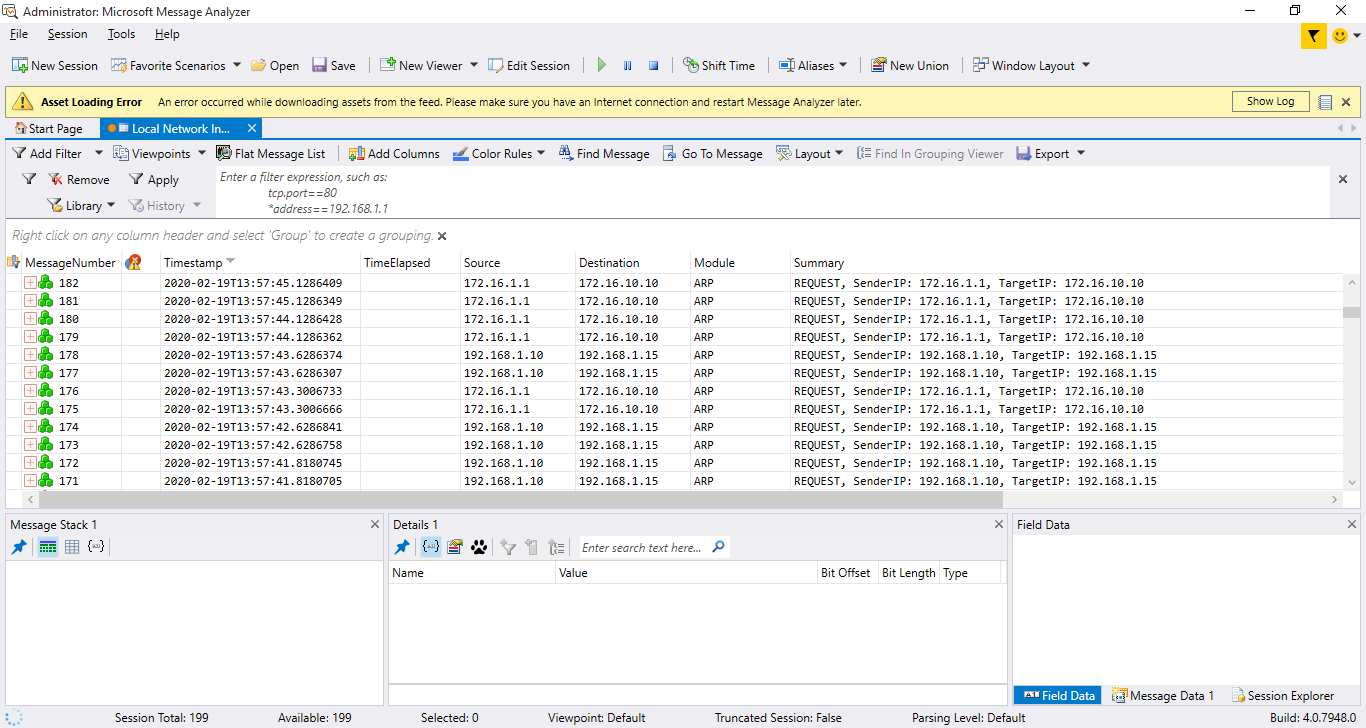 Administrator: Microsoft Message Analyzer
File Session Tools Help
New Session Favorite Scenarios Open Save New Viewer Edit Session Shift Time Aliases New Union Window Layout
Asset Loading Error An error occurred while downloading assets from the feed. Please make sure you have an Internet connection and restart Message Analyzer later. Show Log
Start Page Local Network In...
Add Filter Viewpoints Flat Message List Add Columns Color Rules Find Message Go To Message Layout Find In Grouping Viewer Export
Remove Apply Enter a filter expression, such as:
tcp.port==80
Library History *address==192.168.1.1
Right click on any column header and select 'Group' to create a grouping.
MessageNumber Timestamp TimeElapsed Source Destination Module Summary
182 2020-02-19T13:57:45.1286409 172.16.1.1 172.16.10.10 ARP REQUEST, SenderIP: 172.16.1.1, TargetIP: 172.16.10.10
181 2020-02-19T13:57:45.1286349 172.16.1.1 172.16.10.10 ARP REQUEST, SenderIP: 172.16.1.1, TargetIP: 172.16.10.10
180 2020-02-19T13:57:44.1286428 172.16.1.1 172.16.10.10 ARP REQUEST, SenderIP: 172.16.1.1, TargetIP: 172.16.10.10
179 2020-02-19T13:57:44.1286362 172.16.1.1 172.16.10.10 ARP REQUEST, SenderIP: 172.16.1.1, TargetIP: 172.16.10.10
178 2020-02-19T13:57:43.6286374 192.168.1.10 192.168.1.15 ARP REQUEST, SenderIP: 192.168.1.10, TargetIP: 192.168.1.15
177 2020-02-19T13:57:43.6286307 192.168.1.10 192.168.1.15 ARP REQUEST, SenderIP: 192.168.1.10, TargetIP: 192.168.1.15
176 2020-02-19T13:57:43.3006733 172.16.1.1 172.16.10.10 ARP REQUEST, SenderIP: 172.16.1.1, TargetIP: 172.16.10.10
175 2020-02-19T13:57:43.3006666 172.16.1.1 172.16.10.10 ARP REQUEST, SenderIP: 172.16.1.1, TargetIP: 172.16.10.10
174 2020-02-19T13:57:42.6286841 192.168.1.10 192.168.1.15 ARP REQUEST, SenderIP: 192.168.1.10, TargetIP: 192.168.1.15
173 2020-02-19T13:57:42.6286758 192.168.1.10 192.168.1.15 ARP REQUEST, SenderIP: 192.168.1.10, TargetIP: 192.168.1.15
172 2020-02-19T13:57:41.8180745 192.168.1.10 192.168.1.15 ARP REQUEST, SenderIP: 192.168.1.10, TargetIP: 192.168.1.15
171 2020-02-19T13:57:41.8180705 192.168.1.10 192.168.1.15 ARP REQUEST, SenderIP: 192.168.1.10, TargetIP: 192.168.1.15
Message Stack 1 Details 1 Field Data
Enter search text here...
Name Value Bit Offset Bit Length Type
Field Data Message Data 1 Session Explorer
Session Total: 199 Available: 199 Selected: 0 Viewpoint: Default Truncated Session: False Parsing Level: Default Build: 4.0.7948.0